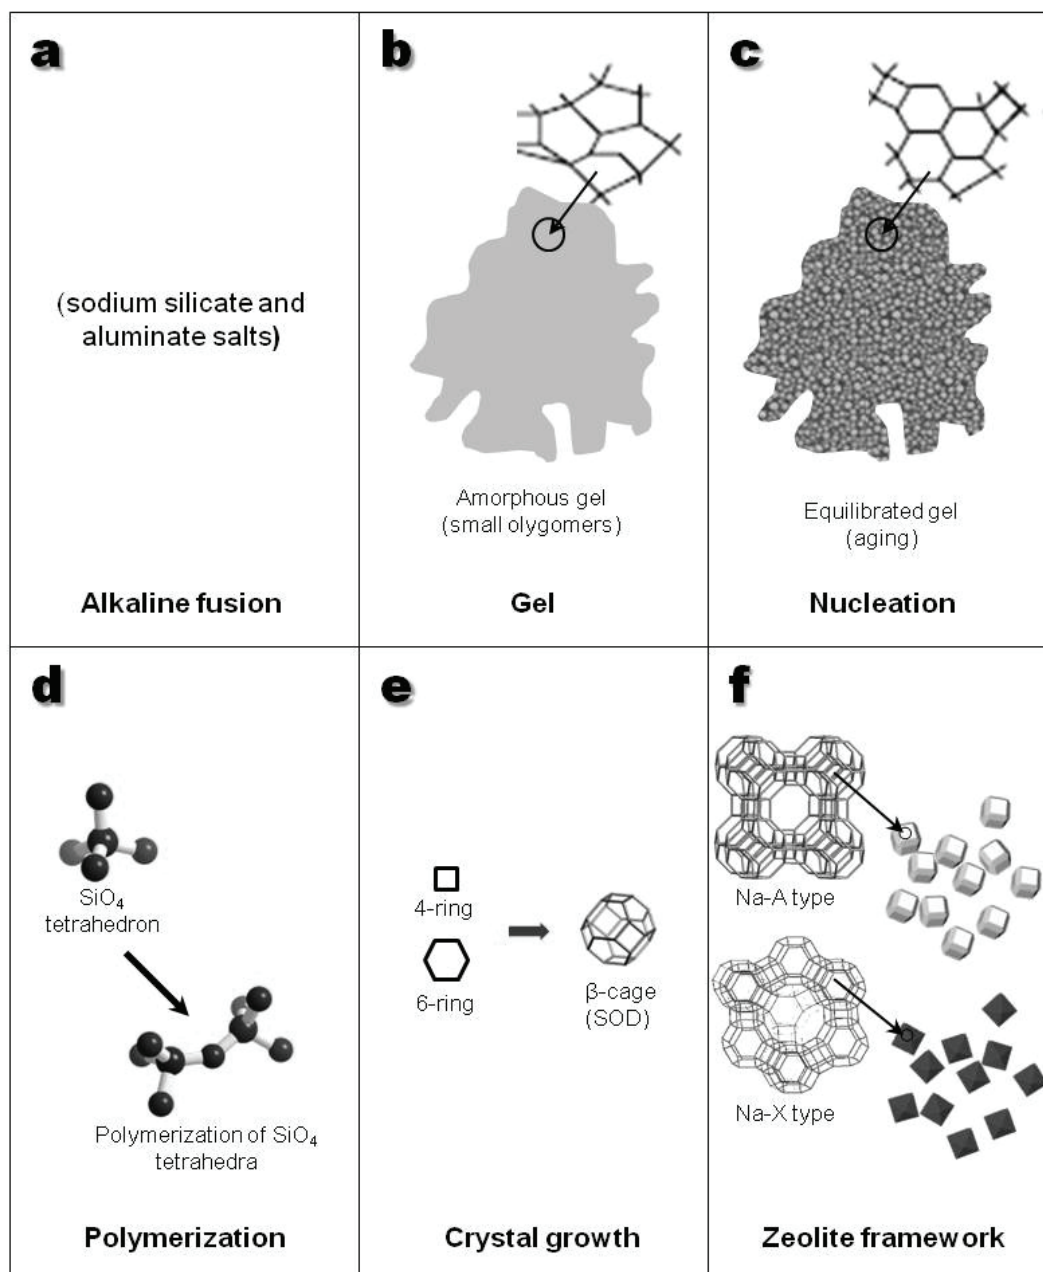 a
(sodium silicate and
aluminate salts)
Alkaline fusion
b
Amorphous gel
(small olygomers)
Gel
c
Equilibrated gel
(aging)
Nucleation
d
SiO₄
tetrahedron
Polymerization of SiO₄
tetrahedra
Polymerization
e
4-ring
6-ring
β-cage
(SOD)
Crystal growth
f
Na-A type
Na-X type
Zeolite framework